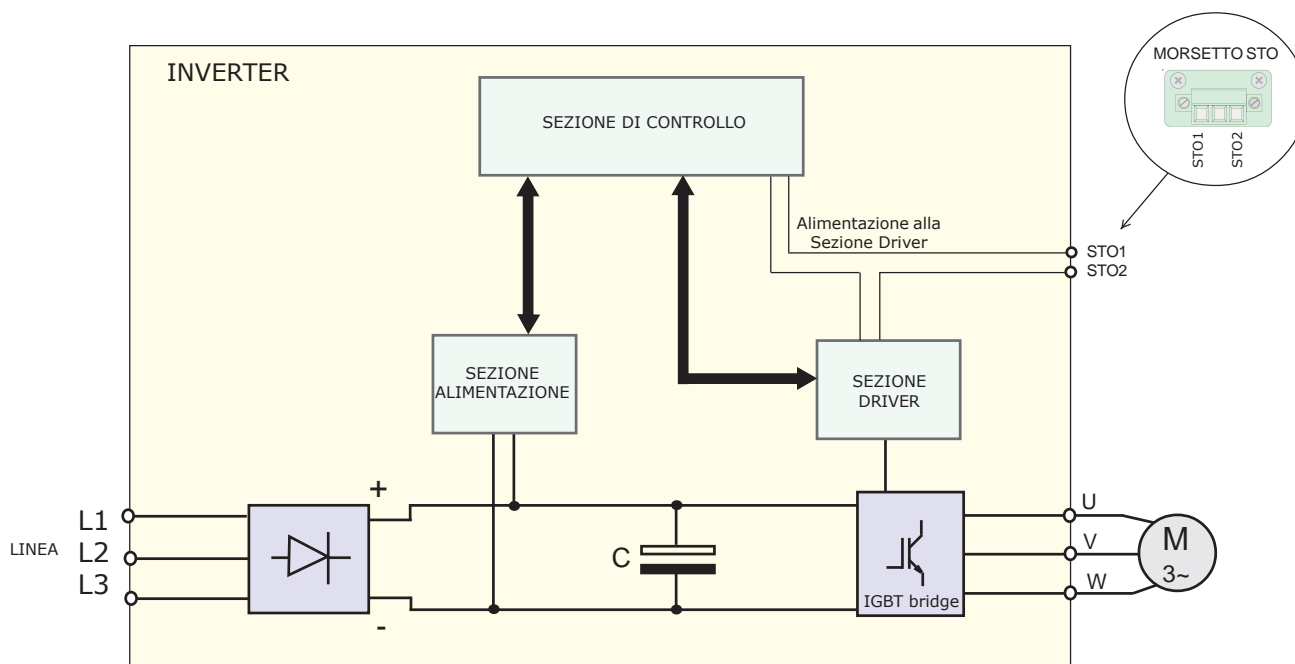 INVERTER
MORSETTO STO
STO1
STO2
SEZIONE DI CONTROLLO
Alimentazione alla
Sezione Driver
STO1
STO2
SEZIONE
ALIMENTAZIONE
SEZIONE
DRIVER
+
-
LINEA
L1
L2
L3
C
IGBT bridge
U
V
W
M
3~